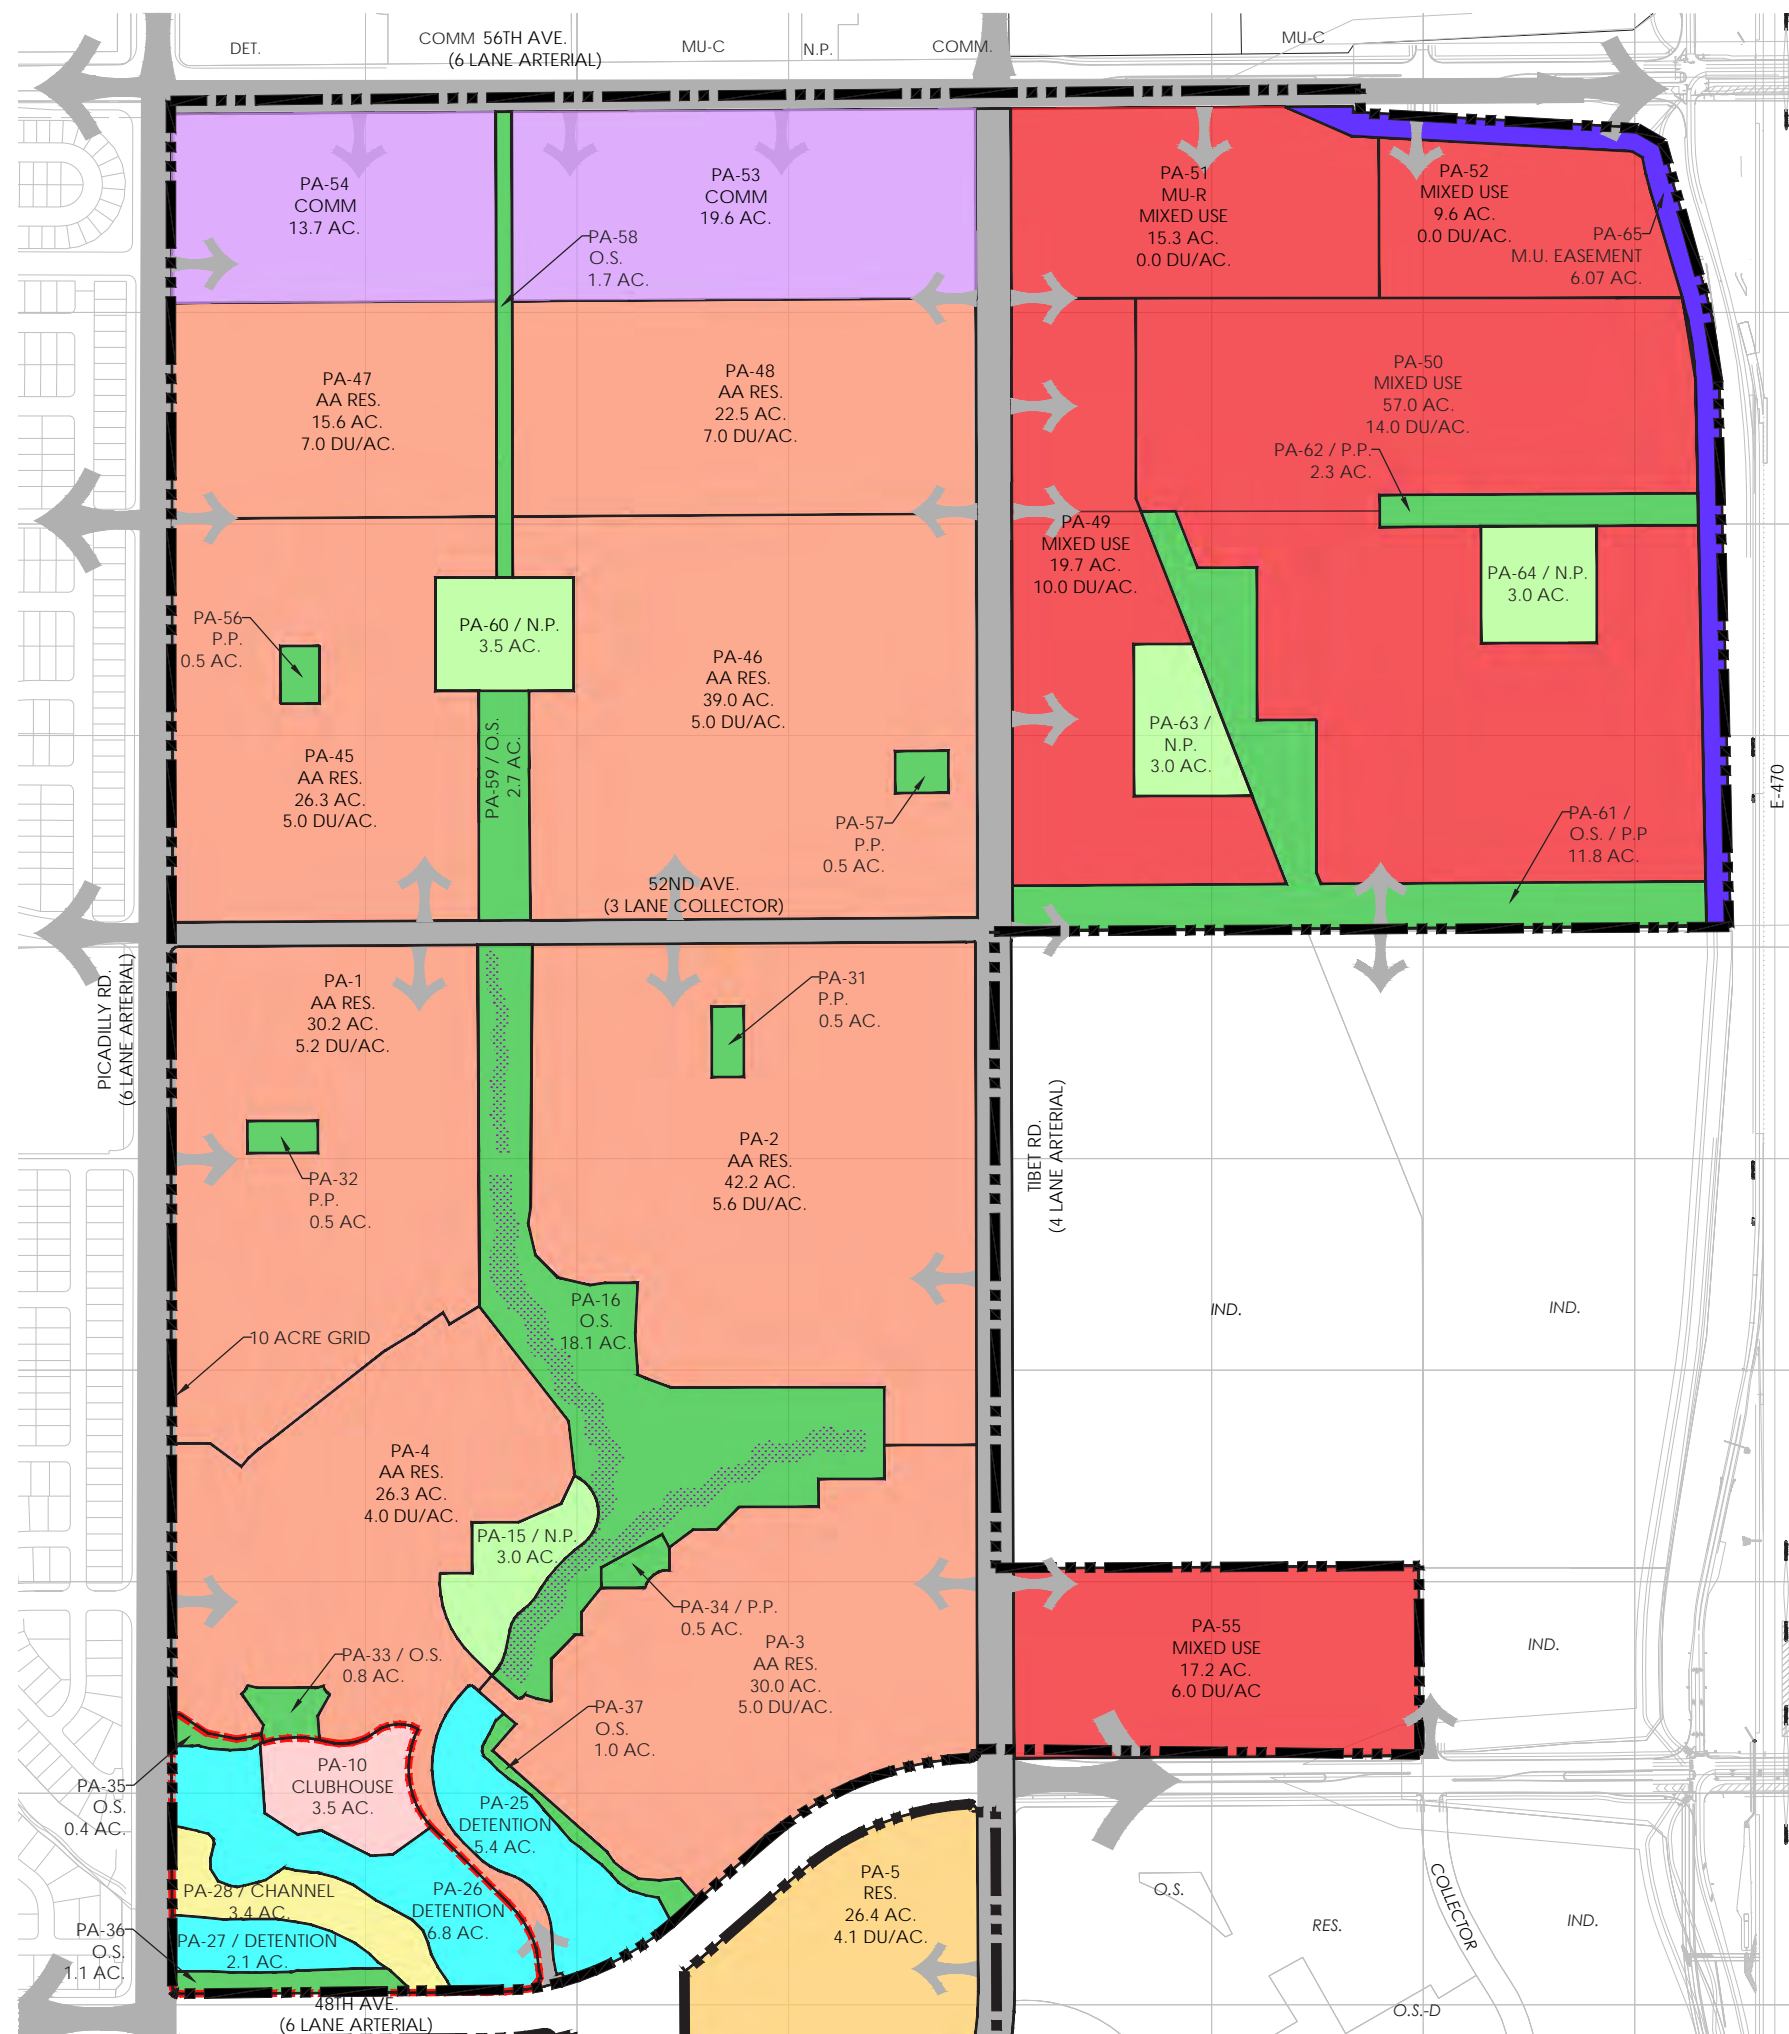 DET.
COMM
56TH AVE.
(6 LANE ARTERIAL)
MU-C
N.P.
COMM.
MU-C
PA-54
COMM
13.7 AC.
PA-53
COMM
19.6 AC.
PA-58
O.S.
1.7 AC.
PA-51
MU-R
MIXED USE
15.3 AC.
0.0 DU/AC.
PA-52
MIXED USE
9.6 AC.
0.0 DU/AC.
PA-65
M.U. EASEMENT
6.07 AC.
PA-47
AA RES.
15.6 AC.
7.0 DU/AC.
PA-48
AA RES.
22.5 AC.
7.0 DU/AC.
PA-50
MIXED USE
57.0 AC.
14.0 DU/AC.
PA-62 / P.P.
2.3 AC.
PA-49
MIXED USE
19.7 AC.
10.0 DU/AC.
PA-64 / N.P.
3.0 AC.
PA-56
P.P.
0.5 AC.
PA-60 / N.P.
3.5 AC.
PA-46
AA RES.
39.0 AC.
5.0 DU/AC.
PA-63 /
N.P.
3.0 AC.
PA-45
AA RES.
26.3 AC.
5.0 DU/AC.
PA-59 / O.S.
2.7 AC.
PA-57
P.P.
0.5 AC.
PA-61 /
O.S. / P.P
11.8 AC.
E-470
52ND AVE.
(3 LANE COLLECTOR)
PICADILLY RD.
(6 LANE ARTERIAL)
PA-1
AA RES.
30.2 AC.
5.2 DU/AC.
PA-31
P.P.
0.5 AC.
PA-32
P.P.
0.5 AC.
PA-2
AA RES.
42.2 AC.
5.6 DU/AC.
TIBET RD.
(4 LANE ARTERIAL)
PA-16
O.S.
18.1 AC.
IND.
IND.
10 ACRE GRID
PA-4
AA RES.
26.3 AC.
4.0 DU/AC.
PA-15 / N.P.
3.0 AC.
PA-34 / P.P.
0.5 AC.
PA-3
AA RES.
30.0 AC.
5.0 DU/AC.
PA-55
MIXED USE
17.2 AC.
6.0 DU/AC
IND.
PA-33 / O.S.
0.8 AC.
PA-37
O.S.
1.0 AC.
PA-35
O.S.
0.4 AC.
PA-10
CLUBHOUSE
3.5 AC.
PA-25
DETENTION
5.4 AC.
PA-5
RES.
26.4 AC.
4.1 DU/AC.
PA-28 / CHANNEL
3.4 AC.
PA-26
DETENTION
6.8 AC.
PA-36
O.S.
1.1 AC.
PA-27 / DETENTION
2.1 AC.
O.S.
RES.
COLLECTOR
IND.
O.S.-D
48TH AVE.
(6 LANE ARTERIAL)